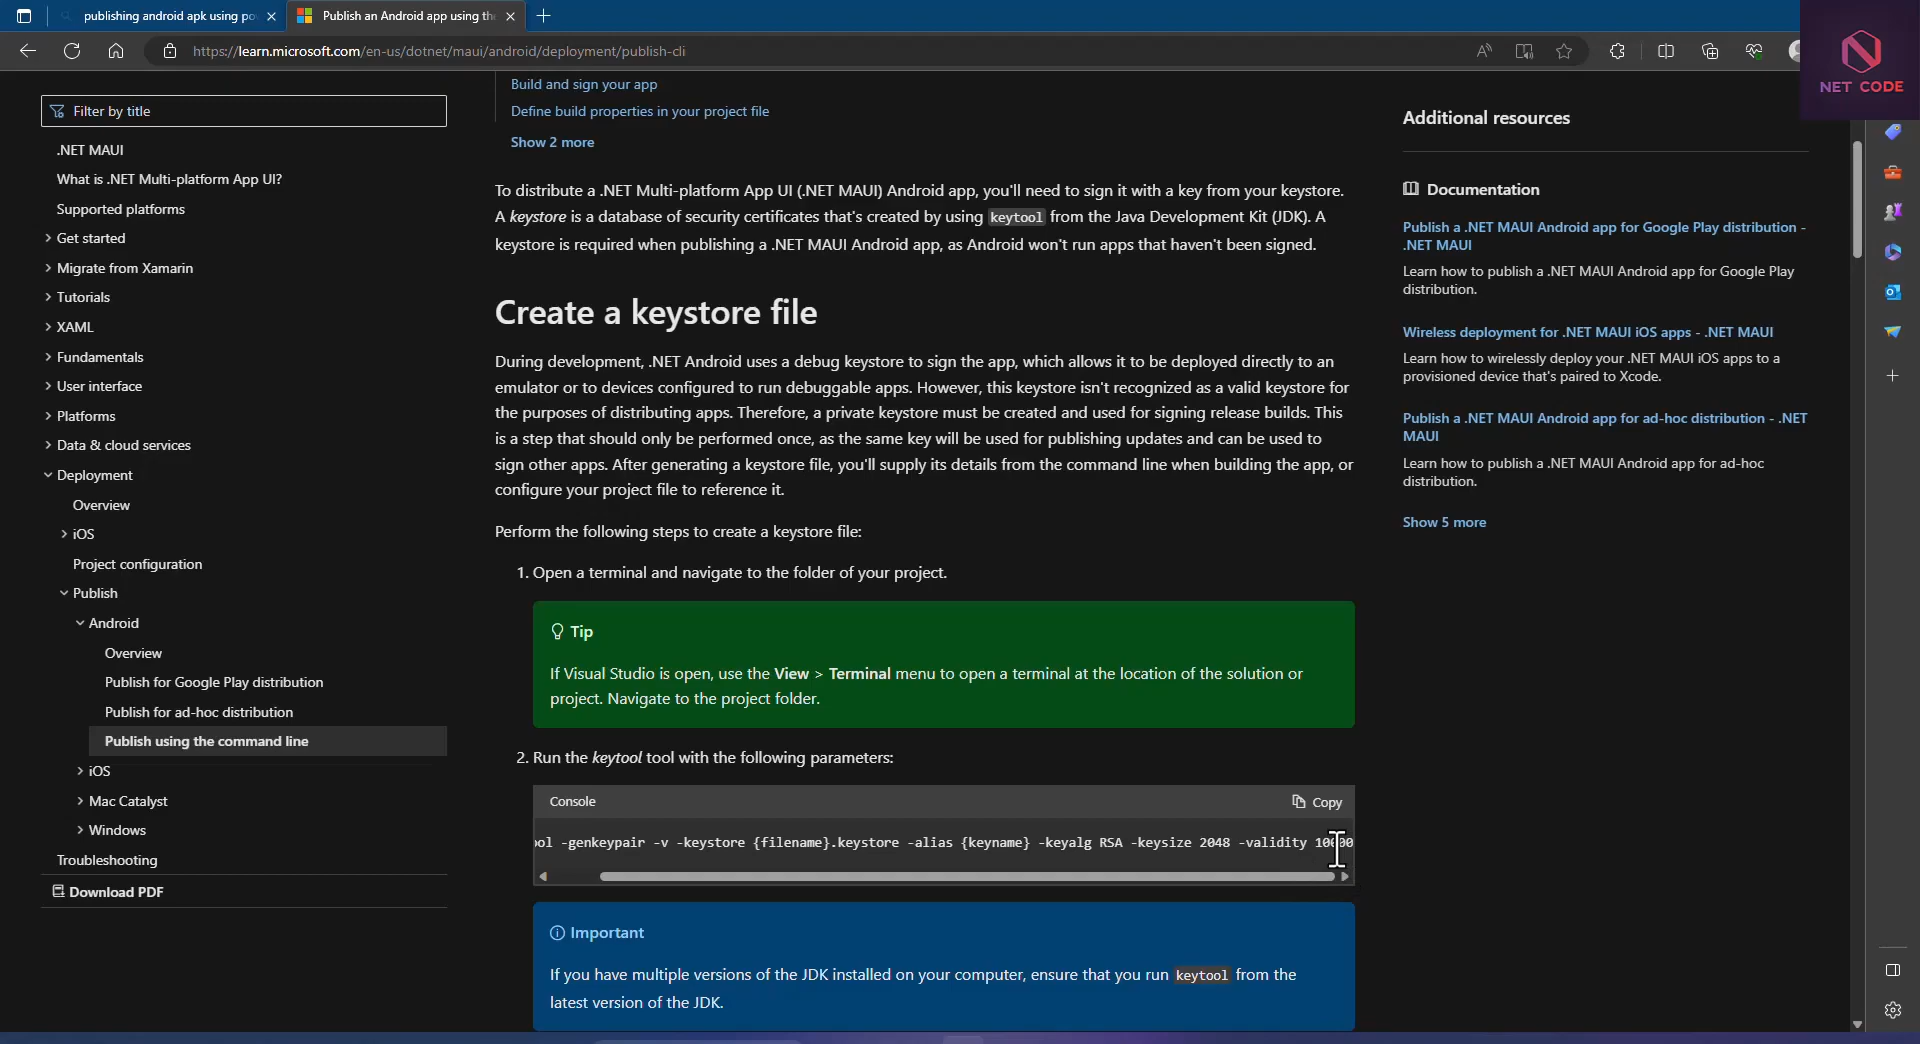 publishing android apk using po
Publish an Android app using the
https://learn.microsoft.com/en-us/dotnet/maui/android/deployment/publish-cli
NET CODE
Filter by title
.NET MAUI
What is .NET Multi-platform App UI?
Supported platforms
Get started
Migrate from Xamarin
Tutorials
XAML
Fundamentals
User interface
Platforms
Data & cloud services
Deployment
Overview
iOS
Project configuration
Publish
Android
Overview
Publish for Google Play distribution
Publish for ad-hoc distribution
Publish using the command line
iOS
Mac Catalyst
Windows
Troubleshooting
Download PDF
Build and sign your app
Define build properties in your project file
Show 2 more
To distribute a .NET Multi-platform App UI (.NET MAUI) Android app, you'll need to sign it with a key from your keystore.
A keystore is a database of security certificates that's created by using keytool from the Java Development Kit (JDK). A
keystore is required when publishing a .NET MAUI Android app, as Android won't run apps that haven't been signed.
Create a keystore file
During development, .NET Android uses a debug keystore to sign the app, which allows it to be deployed directly to an
emulator or to devices configured to run debuggable apps. However, this keystore isn't recognized as a valid keystore for
the purposes of distributing apps. Therefore, a private keystore must be created and used for signing release builds. This
is a step that should only be performed once, as the same key will be used for publishing updates and can be used to
sign other apps. After generating a keystore file, you'll supply its details from the command line when building the app, or
configure your project file to reference it.
Perform the following steps to create a keystore file:
1. Open a terminal and navigate to the folder of your project.
Tip
If Visual Studio is open, use the View > Terminal menu to open a terminal at the location of the solution or
project. Navigate to the project folder.
2. Run the keytool tool with the following parameters:
Console
Copy
ool -genkeypair -v -keystore {filename}.keystore -alias {keyname} -keyalg RSA -keysize 2048 -validity 10000
Important
If you have multiple versions of the JDK installed on your computer, ensure that you run keytool from the
latest version of the JDK.
Additional resources
Documentation
Publish a .NET MAUI Android app for Google Play distribution -
.NET MAUI
Learn how to publish a .NET MAUI Android app for Google Play
distribution.
Wireless deployment for .NET MAUI iOS apps - .NET MAUI
Learn how to wirelessly deploy your .NET MAUI iOS apps to a
provisioned device that's paired to Xcode.
Publish a .NET MAUI Android app for ad-hoc distribution - .NET
MAUI
Learn how to publish a .NET MAUI Android app for ad-hoc
distribution.
Show 5 more